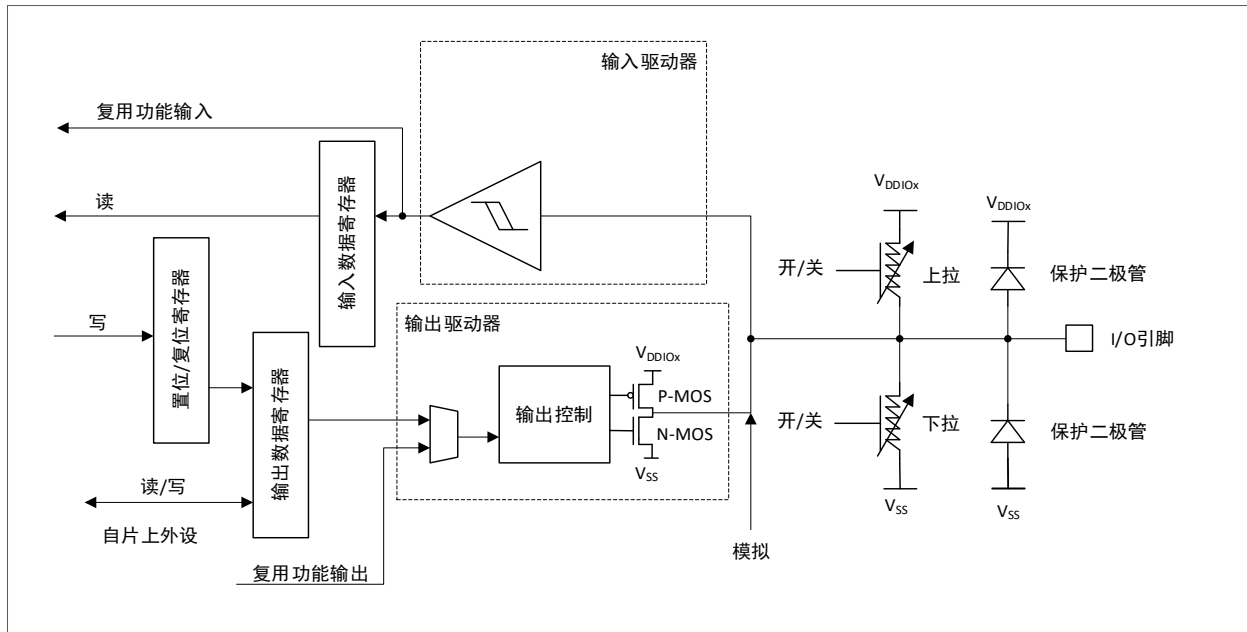 输入驱动器
复用功能输入
输入数据寄存器
读
V_DDIOx
V_DDIOx
开/关
上拉
保护二极管
置位/复位寄存器
写
输出数据寄存器
输出驱动器
I/O引脚
V_DDIOx
P-MOS
输出控制
N-MOS
V_SS
开/关
下拉
保护二极管
读/写
V_SS
V_SS
自片上外设
模拟
复用功能输出